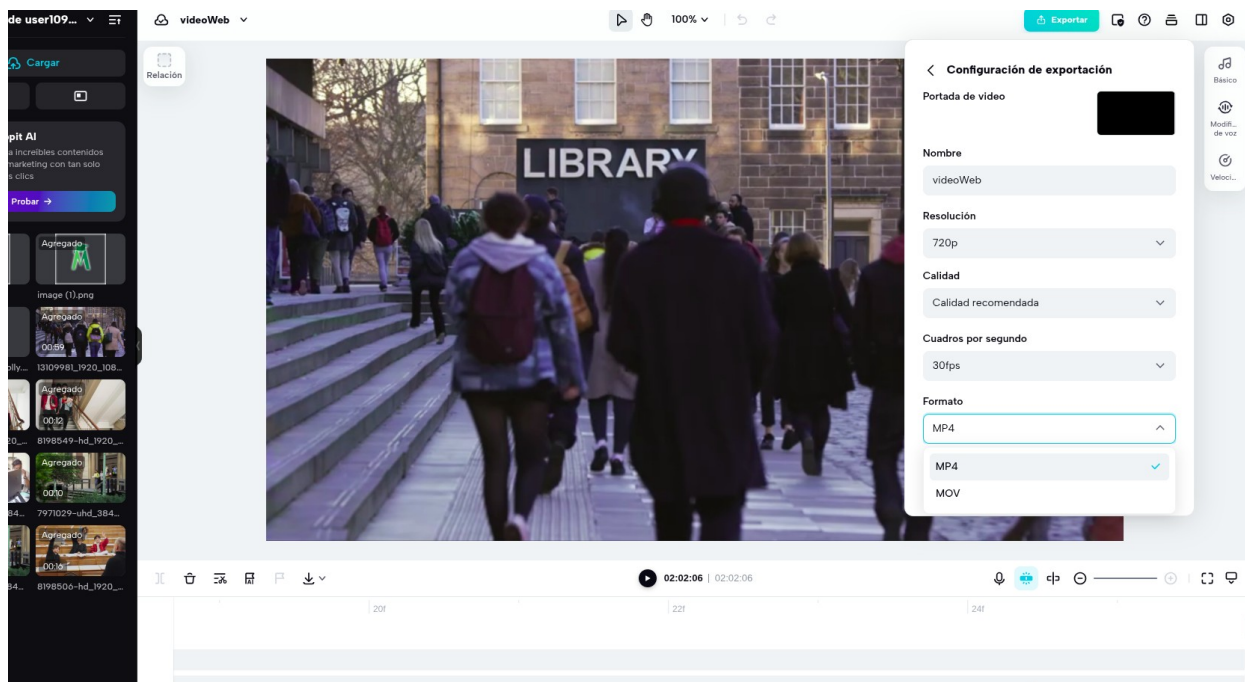 de user109...
videoWeb
100%
Exportar
Cargar
Relación
Configuración de exportación
Portada de video
Nombre
videoWeb
Resolución
720p
Calidad
Calidad recomendada
Cuadros por segundo
30fps
Formato
MP4
MP4
MOV
Básico
Modifi...
de voz
Veloci...
LIBRARY
pit AI
a increíbles contenidos
marketing con tan solo
s clics
Probar →
Agregado
image (1).png
Agregado
00:59
olly...
13109981_1920_108...
Agregado
00:12
20_...
8198549-hd_1920_...
Agregado
00:10
84...
7971029-uhd_384...
Agregado
00:16
84...
8198506-hd_1920_...
02:02:06 | 02:02:06
20f
22f
24f